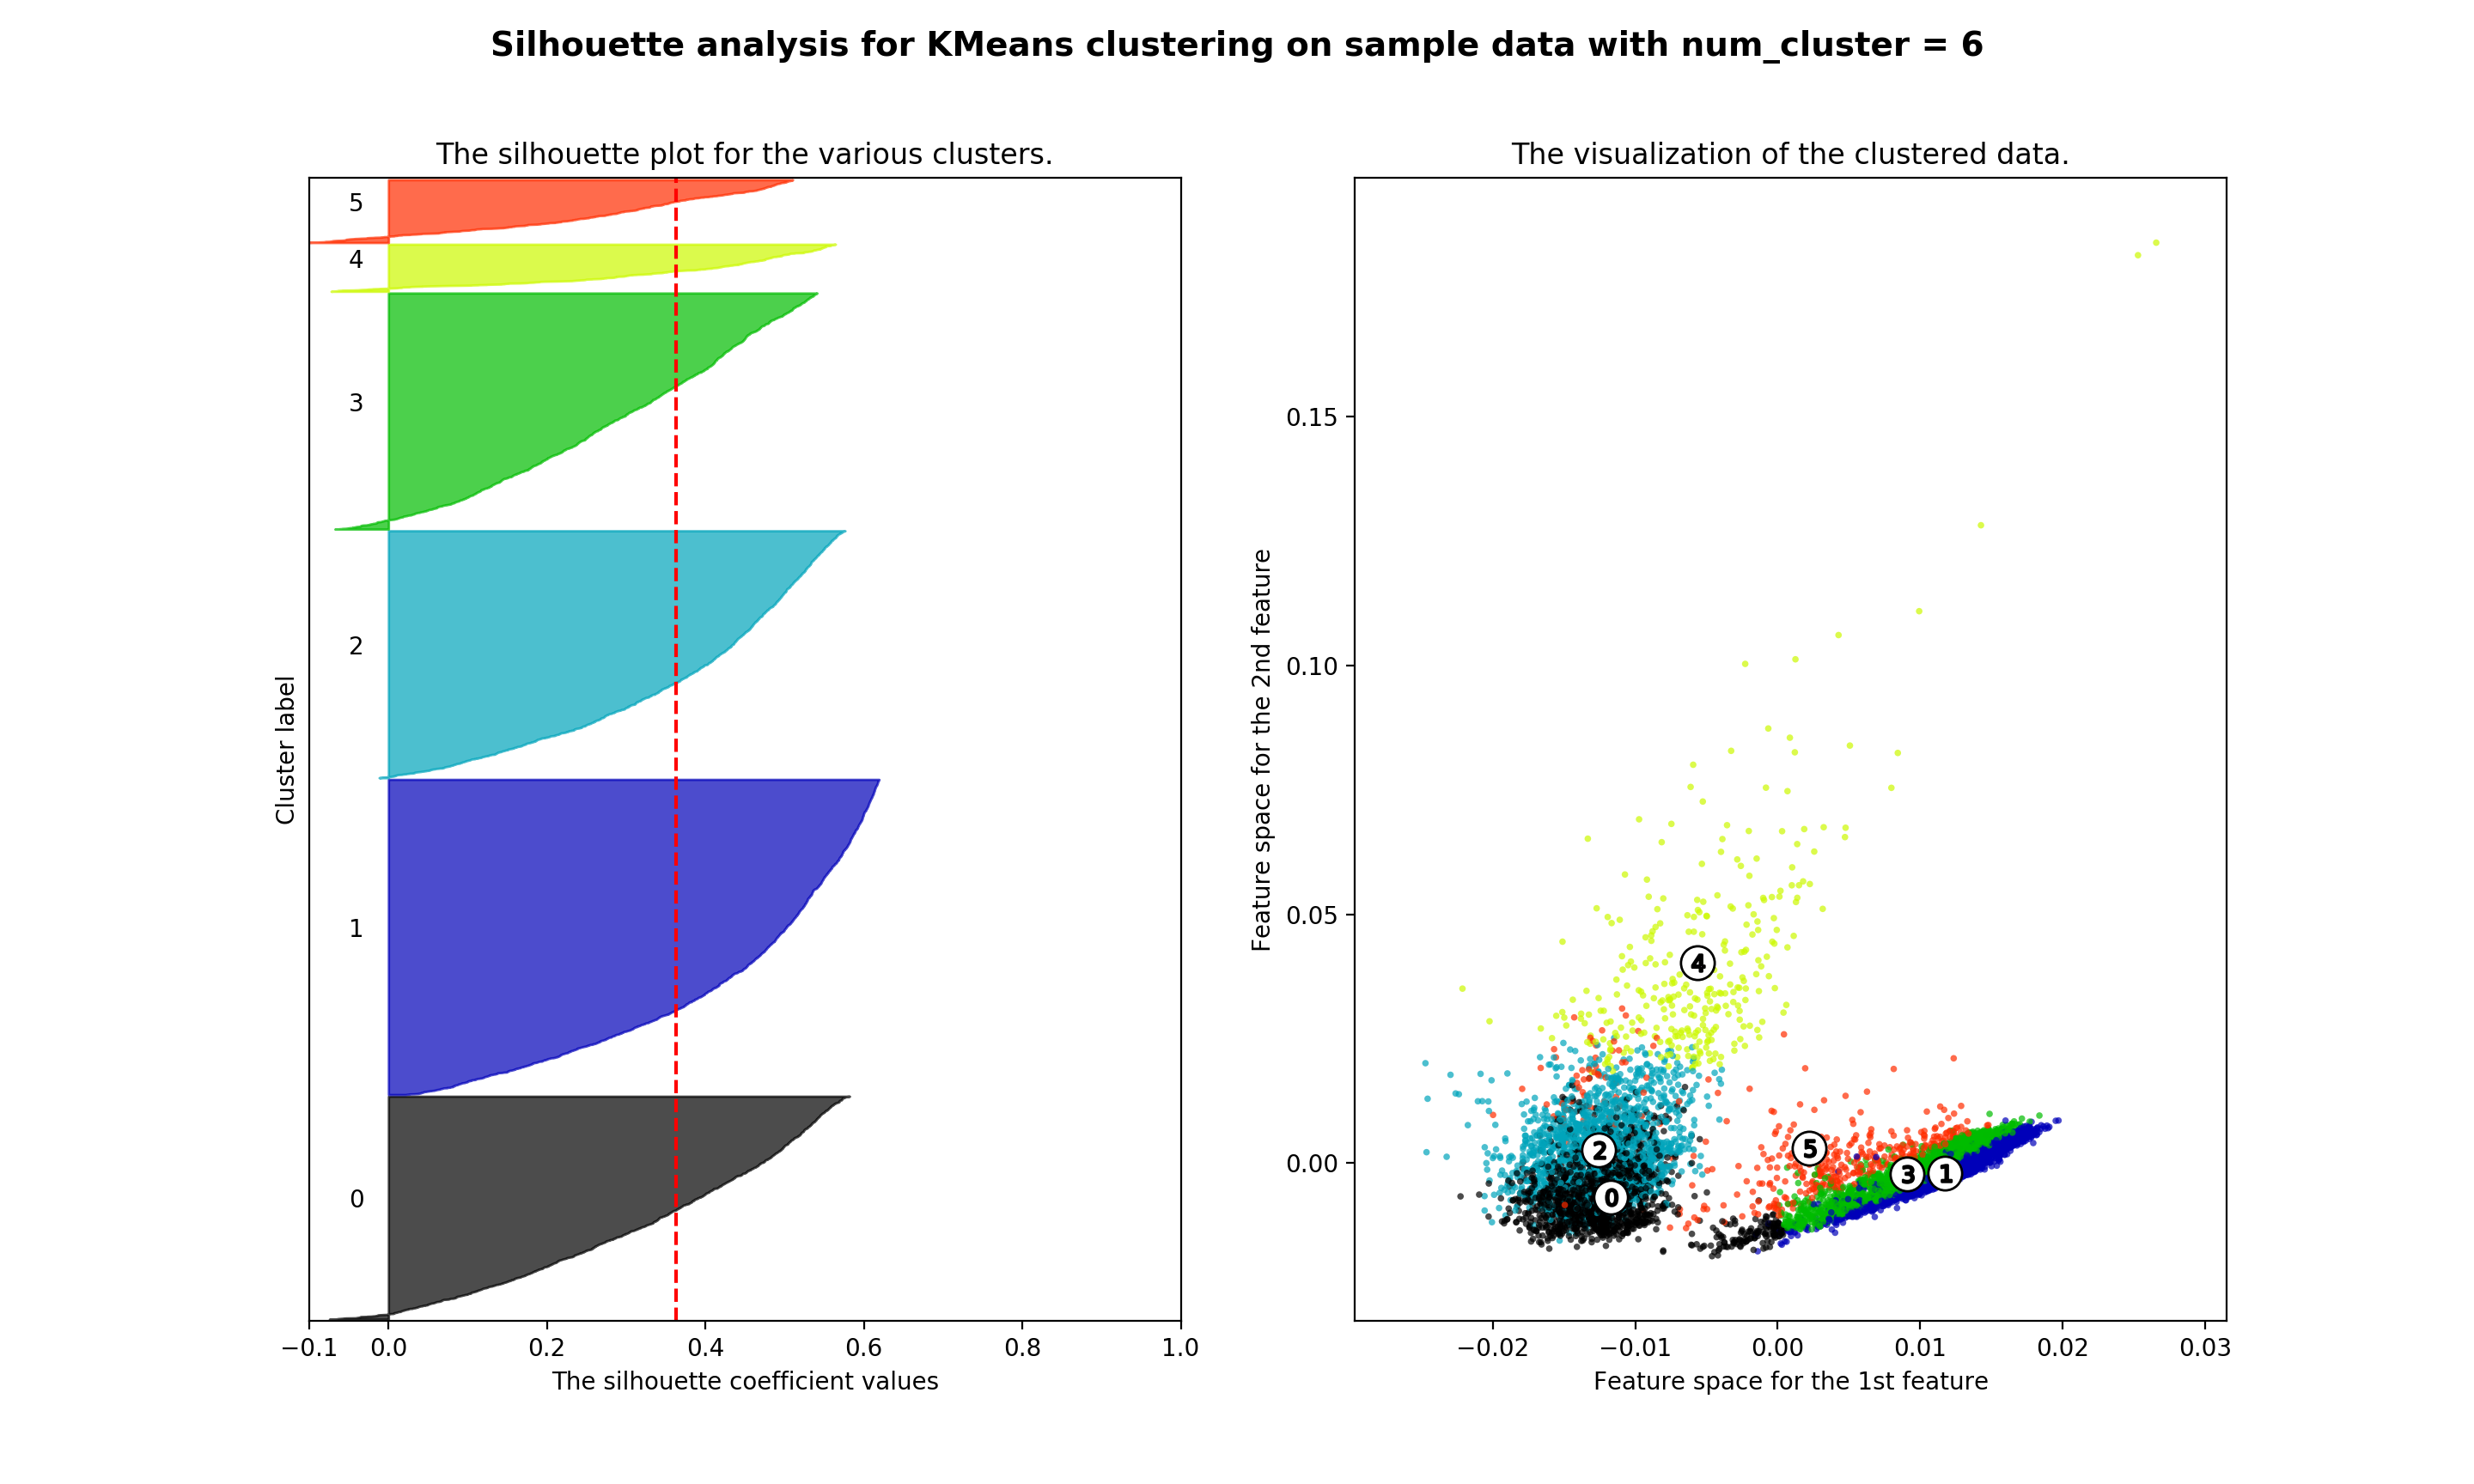 Silhouette analysis for KMeans clustering on sample data with num_cluster = 6
The silhouette plot for the various clusters.
5
4
3
2
1
0
Cluster label
−0.1 0.0 0.2 0.4 0.6 0.8 1.0
The silhouette coefficient values
The visualization of the clustered data.
0.15
0.10
0.05
0.00
Feature space for the 2nd feature
4
2
5
0
3
1
−0.02 −0.01 0.00 0.01 0.02 0.03
Feature space for the 1st feature